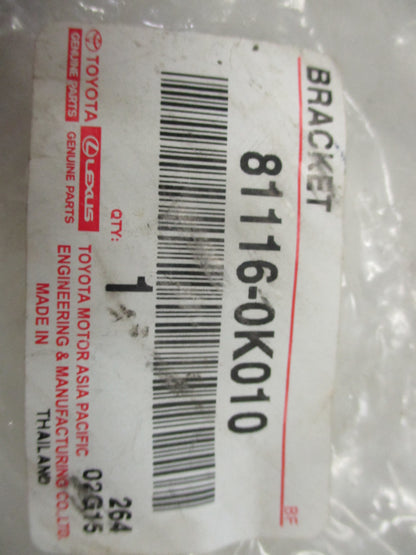 BRACKET
81116-0K010
BF
TOYOTA
GENUINE PARTS
LEXUS
GENUINE PARTS
QTY:
1
TOYOTA MOTOR ASIA PACIFIC
ENGINEERING & MANUFACTURING CO., LTD.
MADE IN
THAILAND
264
02G15